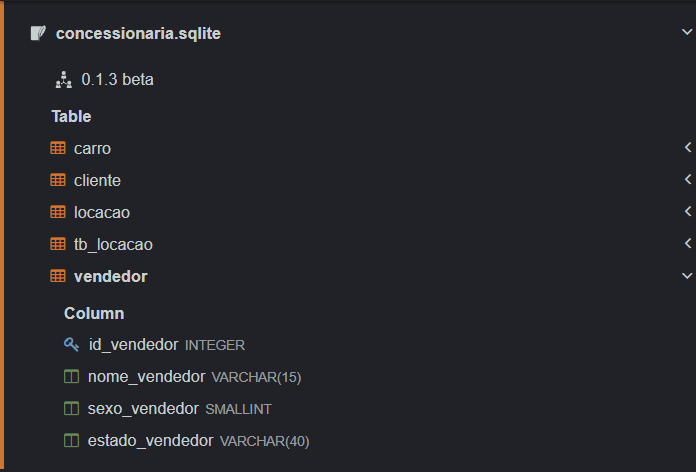 concessionaria.sqlite
0.1.3 beta
Table
carro
cliente
locacao
tb_locacao
vendedor
Column
id_vendedor INTEGER
nome_vendedor VARCHAR(15)
sexo_vendedor SMALLINT
estado_vendedor VARCHAR(40)